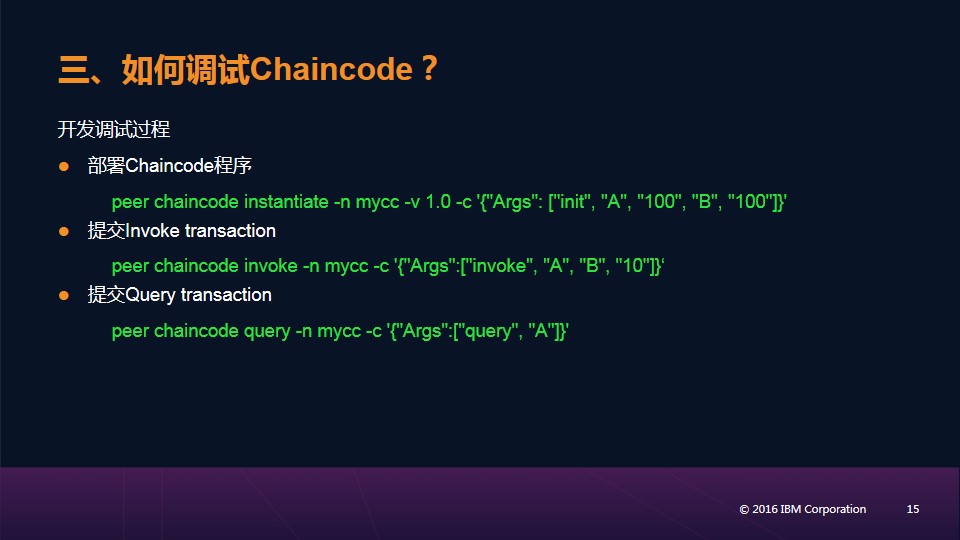 三、如何调试Chaincode？
开发调试过程
● 部署Chaincode程序
peer chaincode instantiate -n mycc -v 1.0 -c '{"Args": ["init", "A", "100", "B", "100"]}'
● 提交Invoke transaction
peer chaincode invoke -n mycc -c '{"Args":["invoke", "A", "B", "10"]}‘
● 提交Query transaction
peer chaincode query -n mycc -c '{"Args":["query", "A"]}'
© 2016 IBM Corporation 15